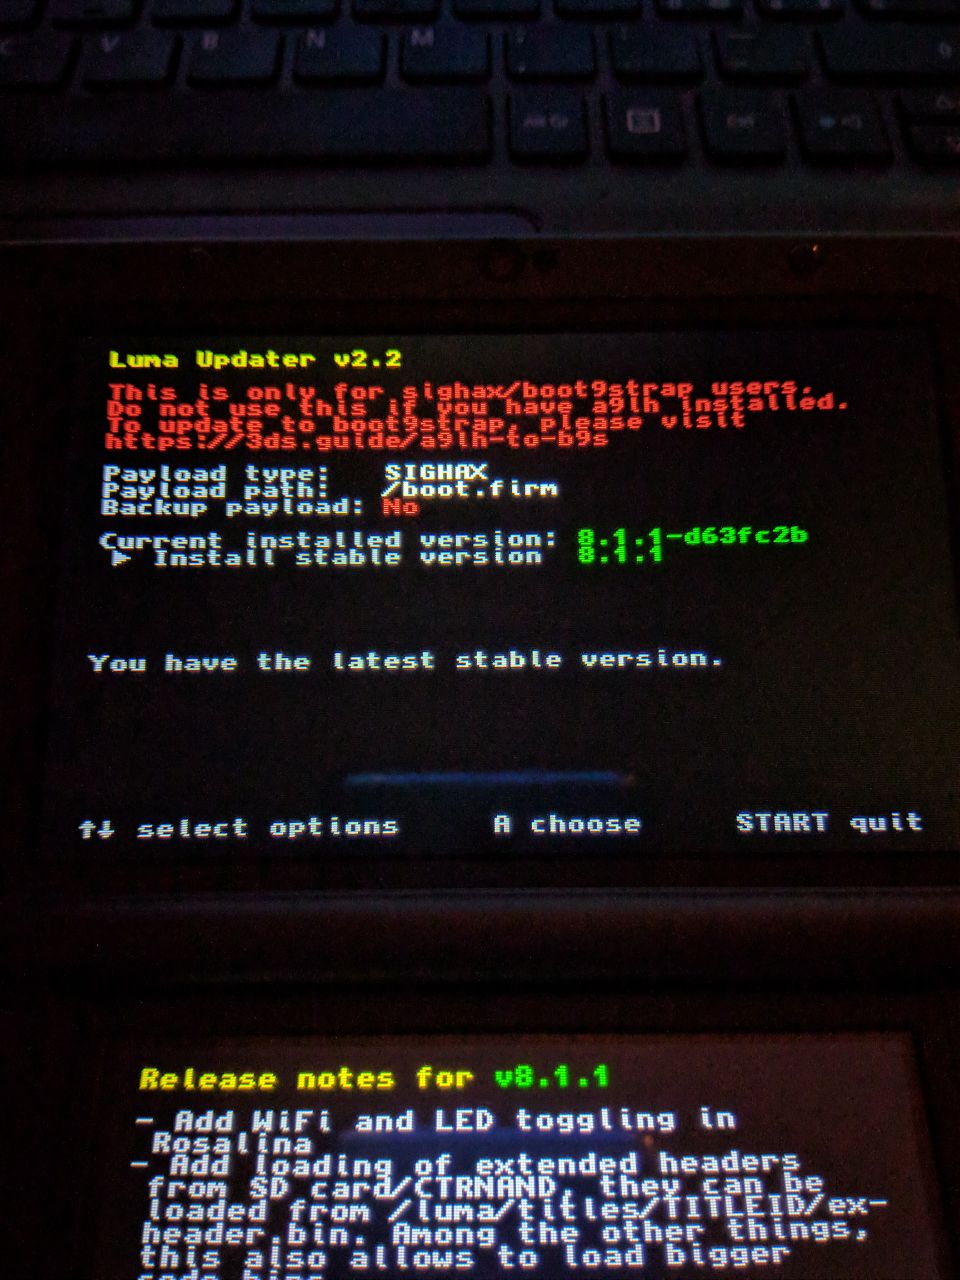 C V B N M
Alt Gr Ctrl
Luma Updater v2.2
This is only for sighax/boot9strap users.
Do not use this if you have a9lh installed.
To update to boot9strap, please visit
https://3ds.guide/a9lh-to-b9s
Payload type: SIGHAX
Payload path: /boot.firm
Backup payload: No
Current installed version: 8.1.1-d63fc2b
► Install stable version 8.1.1
You have the latest stable version.
↑↓ select options A choose START quit
Release notes for v8.1.1
- Add WiFi and LED toggling in
Rosalina
- Add loading of extended headers
from SD card/CTRNAND, they can be
loaded from /luma/titles/TITLEID/ex-
header.bin. Among the other things,
this also allows to load bigger